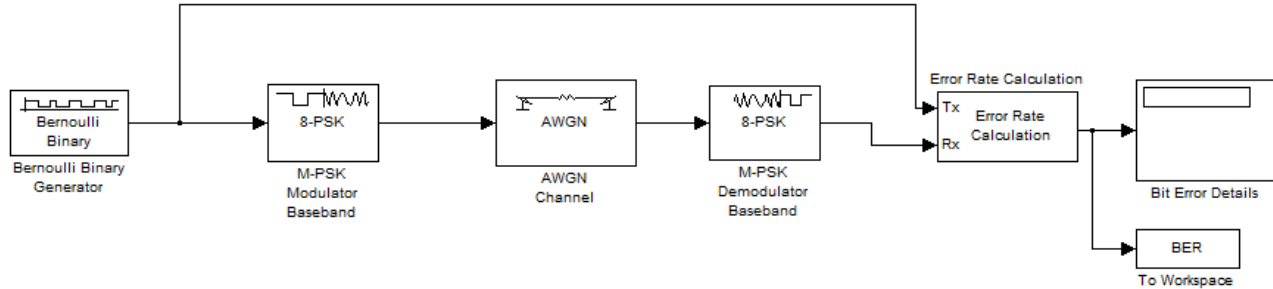 Bernoulli
Binary
Bernoulli Binary
Generator
8-PSK
M-PSK
Modulator
Baseband
AWGN
AWGN
Channel
8-PSK
M-PSK
Demodulator
Baseband
Error Rate Calculation
Tx
Rx
Error Rate
Calculation
Bit Error Details
BER
To Workspace